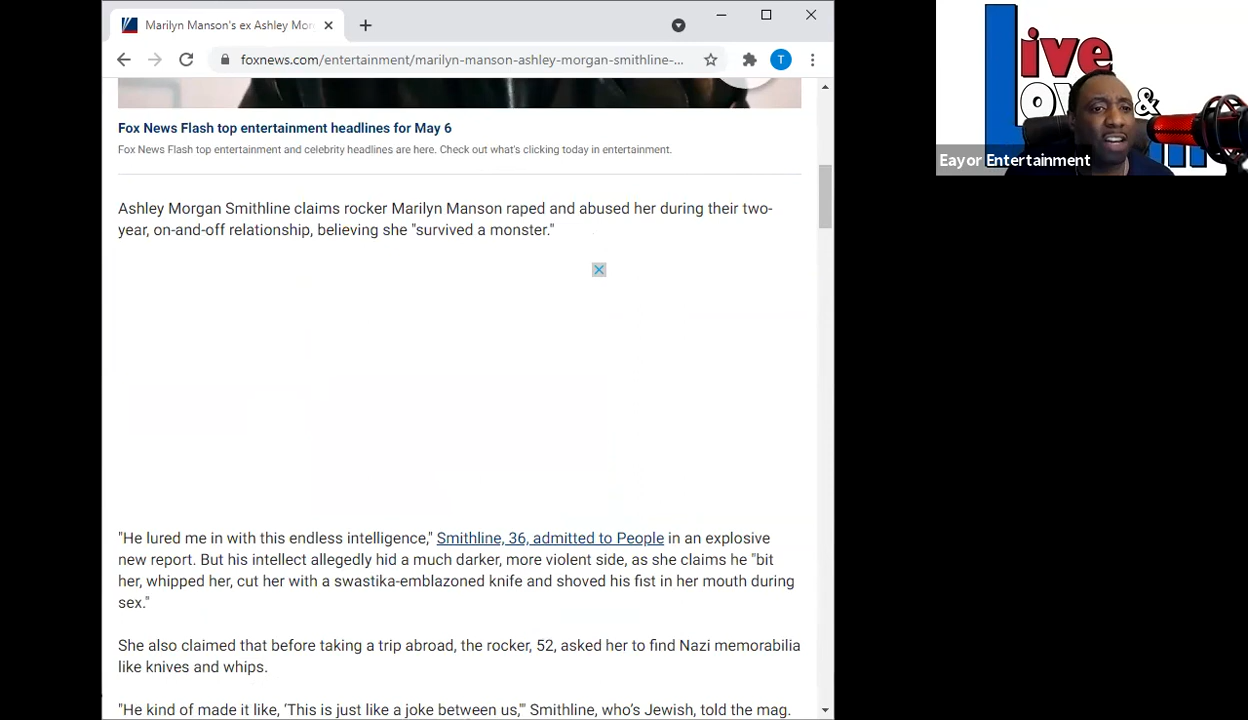 Marilyn Manson's ex Ashley Mor
foxnews.com/entertainment/marilyn-manson-ashley-morgan-smithline-...
T
Fox News Flash top entertainment headlines for May 6
Fox News Flash top entertainment and celebrity headlines are here. Check out what's clicking today in entertainment.
Ashley Morgan Smithline claims rocker Marilyn Manson raped and abused her during their two-
year, on-and-off relationship, believing she "survived a monster."
"He lured me in with this endless intelligence," Smithline, 36, admitted to People in an explosive
new report. But his intellect allegedly hid a much darker, more violent side, as she claims he "bit
her, whipped her, cut her with a swastika-emblazoned knife and shoved his fist in her mouth during
sex."
She also claimed that before taking a trip abroad, the rocker, 52, asked her to find Nazi memorabilia
like knives and whips.
"He kind of made it like, ‘This is just like a joke between us,’" Smithline, who’s Jewish, told the mag.
Live
&
Eayor Entertainment